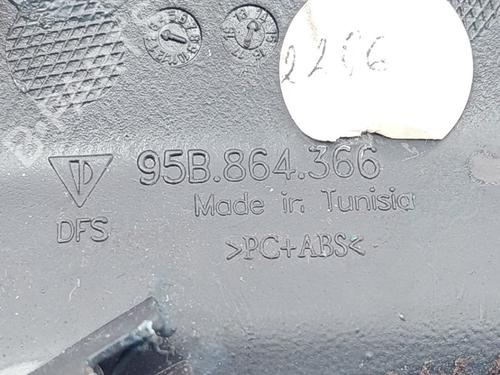 2206
95B.864.366
Made in Tunisia
DFS
>PC+ABS<